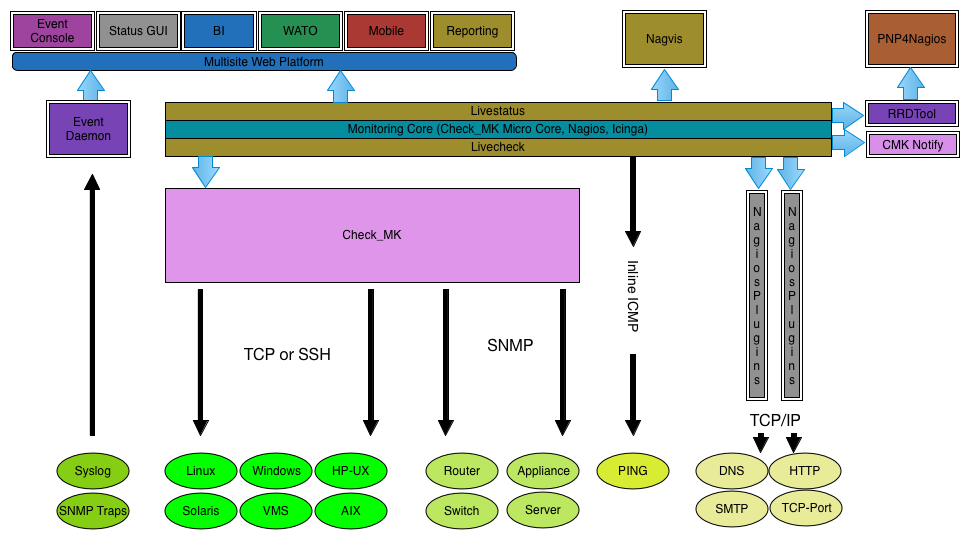 Event
Console
Status GUI
BI
WATO
Mobile
Reporting
Multisite Web Platform
Nagvis
PNP4Nagios
Event
Daemon
Livestatus
Monitoring Core (Check_MK Micro Core, Nagios, Icinga)
Livecheck
RRDTool
CMK Notify
Check_MK
Inline ICMP
NagiosPlugins
NagiosPlugins
TCP or SSH
SNMP
TCP/IP
Syslog
Linux
Windows
HP-UX
Router
Appliance
PING
DNS
HTTP
SNMP Traps
Solaris
VMS
AIX
Switch
Server
SMTP
TCP-Port